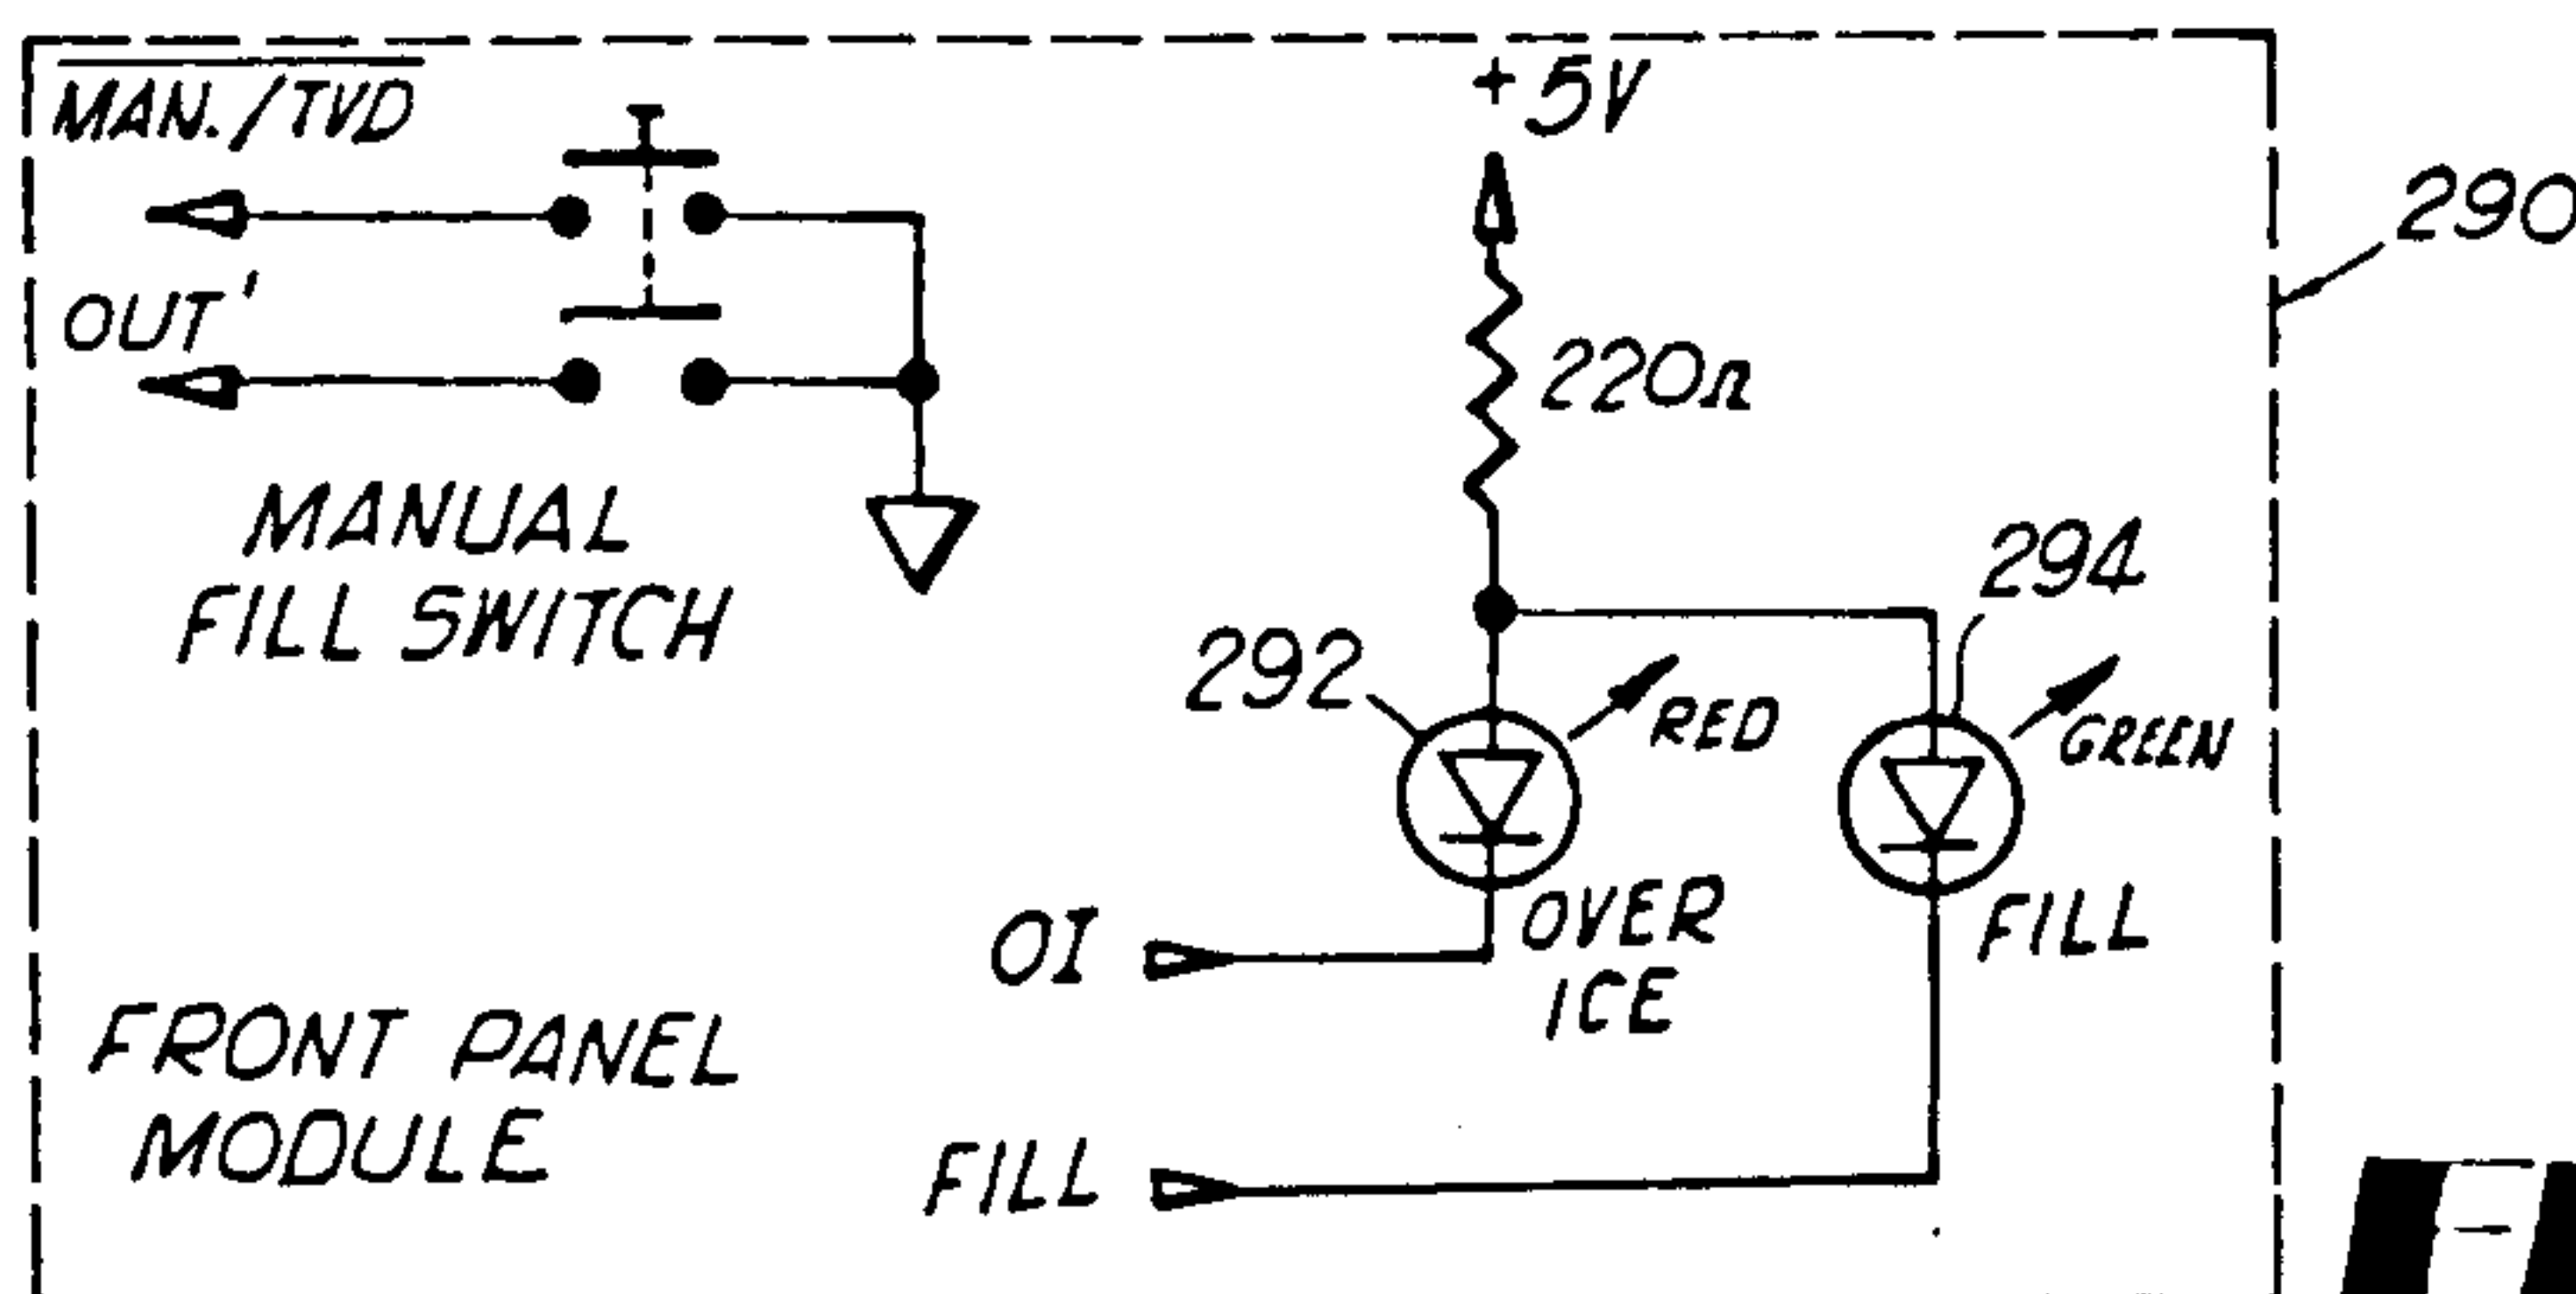 MAN./TVD
OUT'
MANUAL
FILL SWITCH
+5V
220Ω
290
292
RED
294
GREEN
OI
OVER
ICE
FILL
FILL
FRONT PANEL
MODULE